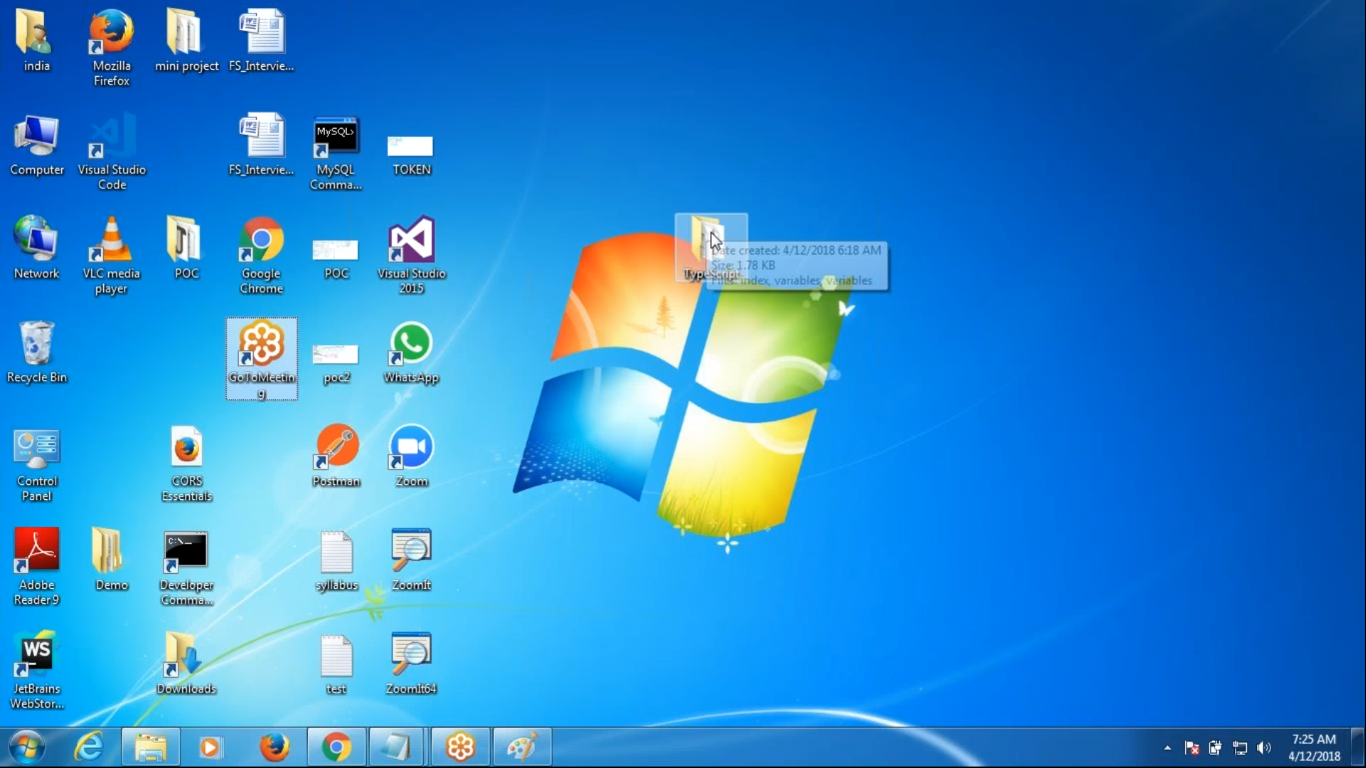 india
Mozilla
Firefox
mini project
FS_Intervie...
Computer
Visual Studio
Code
FS_Intervie...
MySQL>
MySQL
Comma...
TOKEN
Network
VLC media
player
POC
Google
Chrome
POC
Visual Studio
2015
TypeScript
Date created: 4/12/2018 6:18 AM
Size: 1.78 KB
Files: index, variables, variables
Recycle Bin
GoToMeetin
g
poc2
WhatsApp
Control
Panel
CORS
Essentials
Postman
Zoom
Adobe
Reader 9
Demo
C:\
Developer
Comma...
syllabus
ZoomIt
WS
JetBrains
WebStor...
Downloads
test
ZoomIt64
7:25 AM
4/12/2018